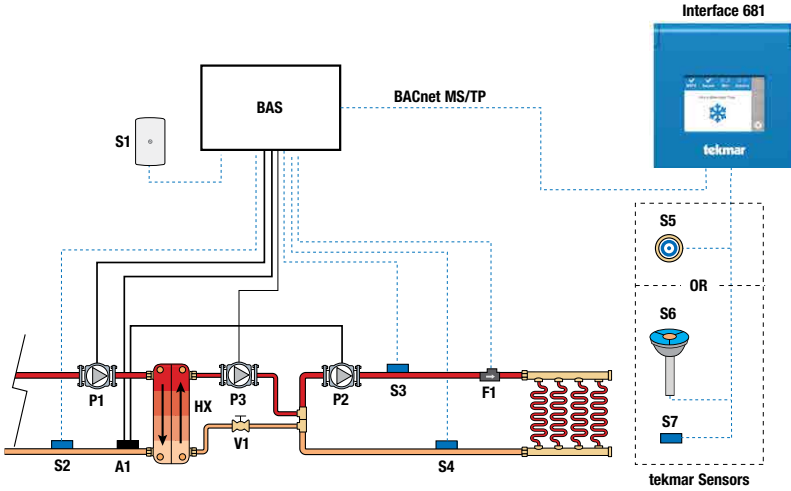 Interface 681
BAS
BACnet MS/TP
S1
tekmar
S5
OR
S6
S7
P1
HX
P3
P2
S3
F1
S2
A1
V1
S4
tekmar Sensors